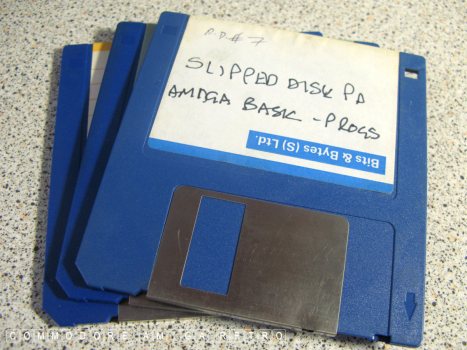 P.D# 7
SLIPPED DISK PD
AMIGA BASIC - PROGS
Bits & Bytes (S) Ltd.
COMMODORE AMIGA RETRO